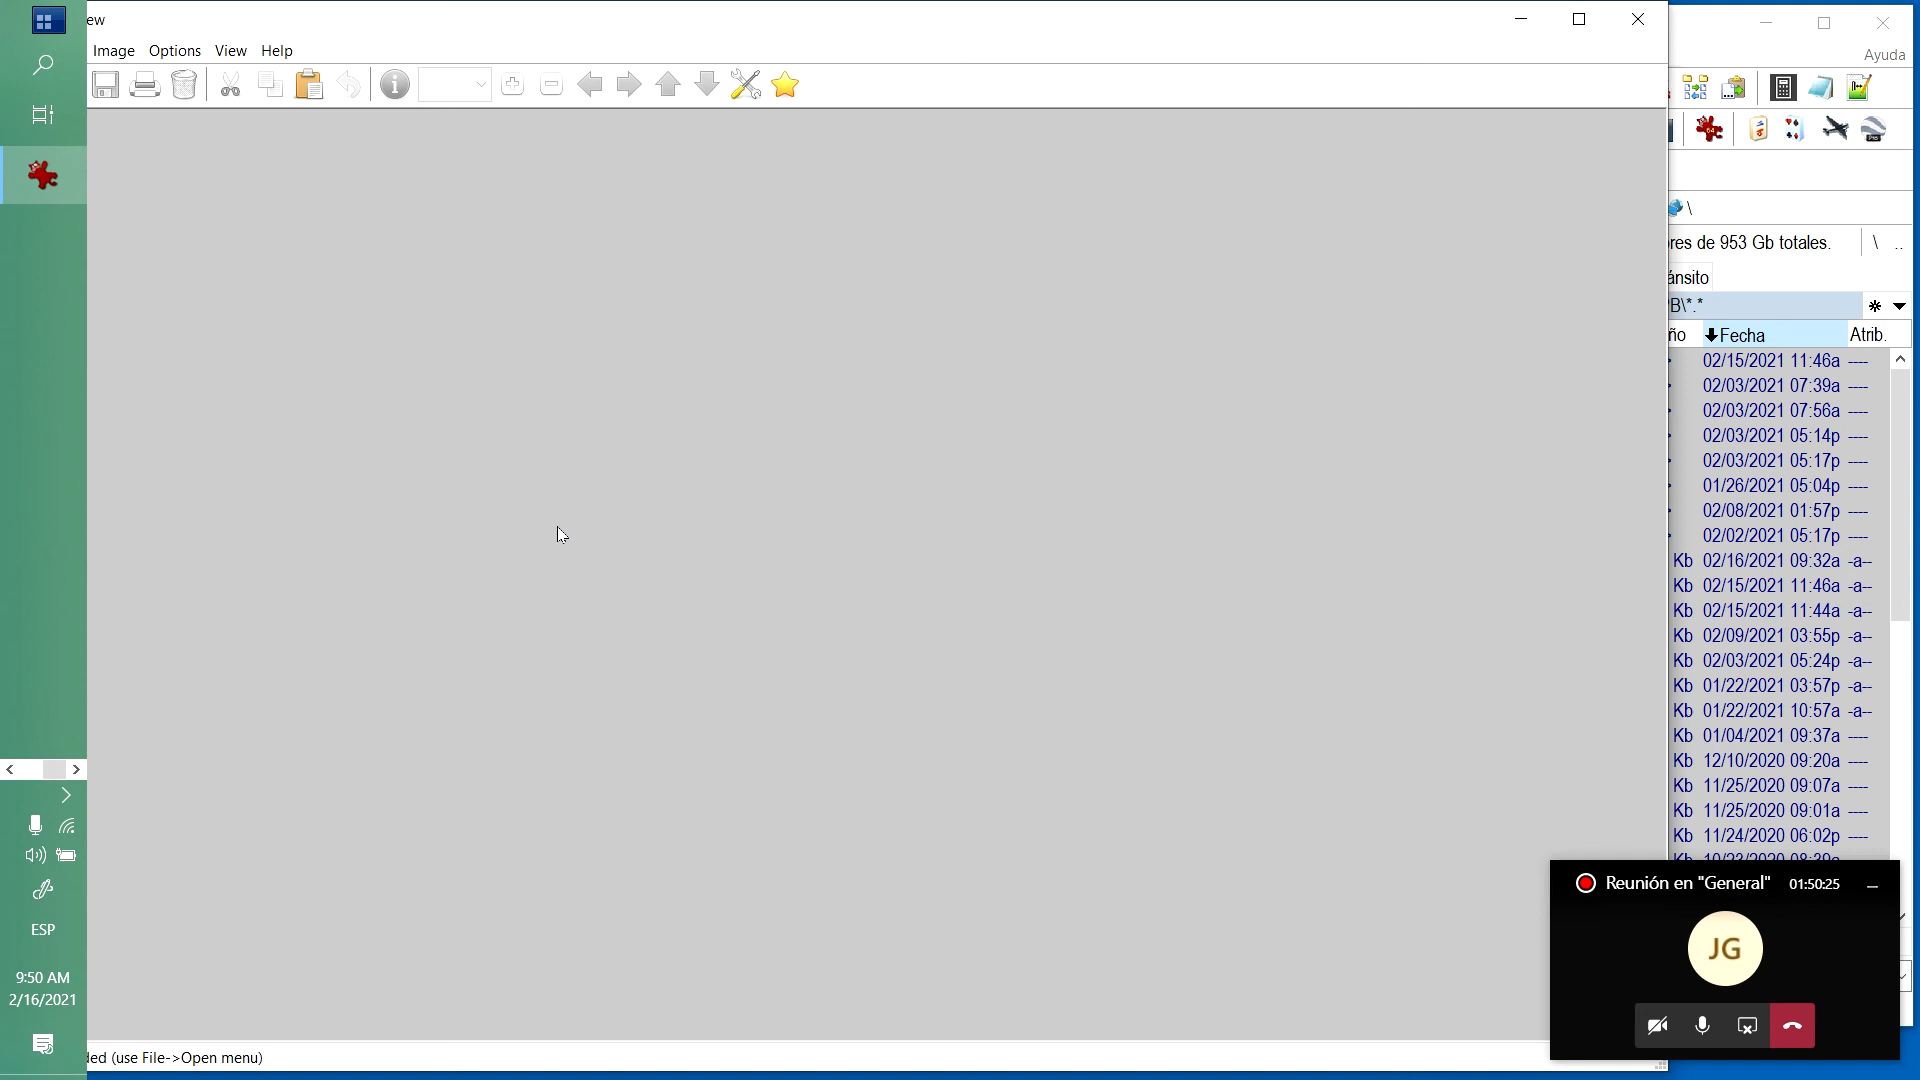 ew
Image Options View Help
Ayuda
64
Pro
\
ores de 953 Gb totales. \ ..
ánsito
B\*.*
ño Fecha Atrib.
02/15/2021 11:46a ----
02/03/2021 07:39a ----
02/03/2021 07:56a ----
02/03/2021 05:14p ----
02/03/2021 05:17p ----
01/26/2021 05:04p ----
02/08/2021 01:57p ----
02/02/2021 05:17p ----
Kb 02/16/2021 09:32a -a--
Kb 02/15/2021 11:46a -a--
Kb 02/15/2021 11:44a -a--
Kb 02/09/2021 03:55p -a--
Kb 02/03/2021 05:24p -a--
Kb 01/22/2021 03:57p -a--
Kb 01/22/2021 10:57a -a--
Kb 01/04/2021 09:37a ----
Kb 12/10/2020 09:20a ----
Kb 11/25/2020 09:07a ----
Kb 11/25/2020 09:01a ----
Kb 11/24/2020 06:02p ----
Reunión en "General" 01:50:25
JG
ESP
9:50 AM
2/16/2021
ded (use File->Open menu)